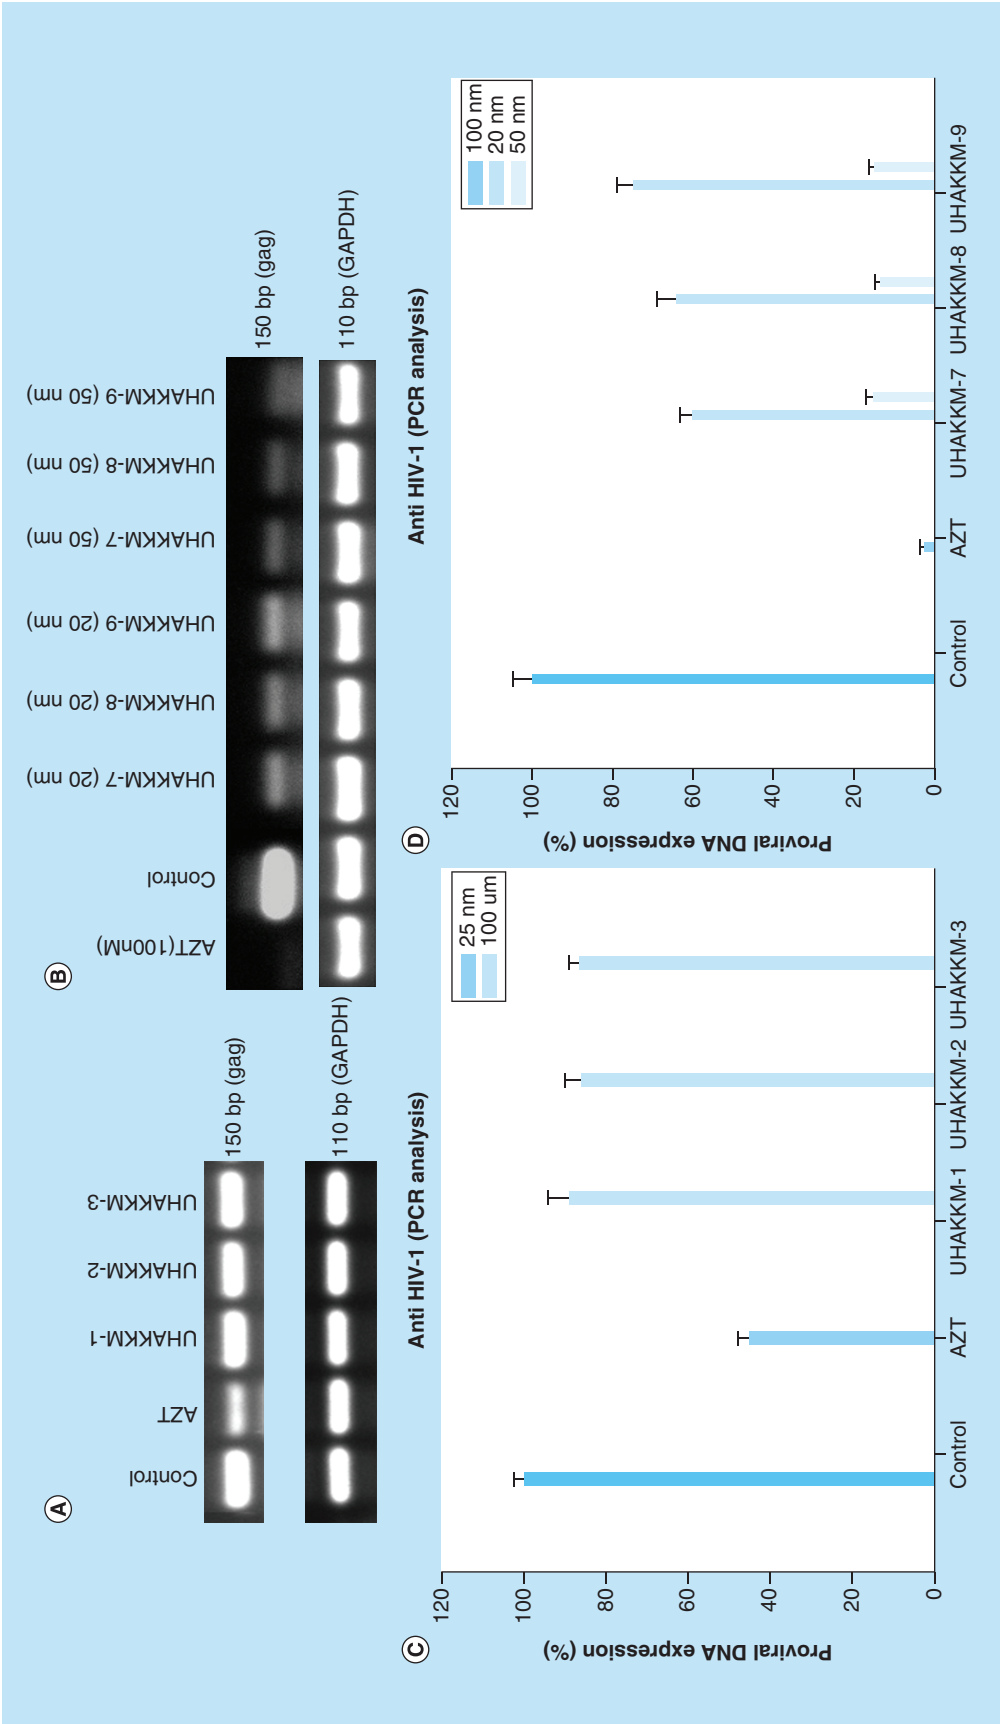 A
Control
AZT
UHAKKM-1
UHAKKM-2
UHAKKM-3
150 bp (gag)
110 bp (GAPDH)
B
AZT(100nM)
Control
UHAKKM-7 (20 nm)
UHAKKM-8 (20 nm)
UHAKKM-9 (20 nm)
UHAKKM-7 (50 nm)
UHAKKM-8 (50 nm)
UHAKKM-9 (50 nm)
150 bp (gag)
110 bp (GAPDH)
C
Anti HIV-1 (PCR analysis)
Proviral DNA expression (%)
120
100
80
60
40
20
0
25 nm
100 um
Control
AZT
UHAKKM-1
UHAKKM-2
UHAKKM-3
D
Anti HIV-1 (PCR analysis)
Proviral DNA expression (%)
120
100
80
60
40
20
0
100 nm
20 nm
50 nm
Control
AZT
UHAKKM-7
UHAKKM-8
UHAKKM-9